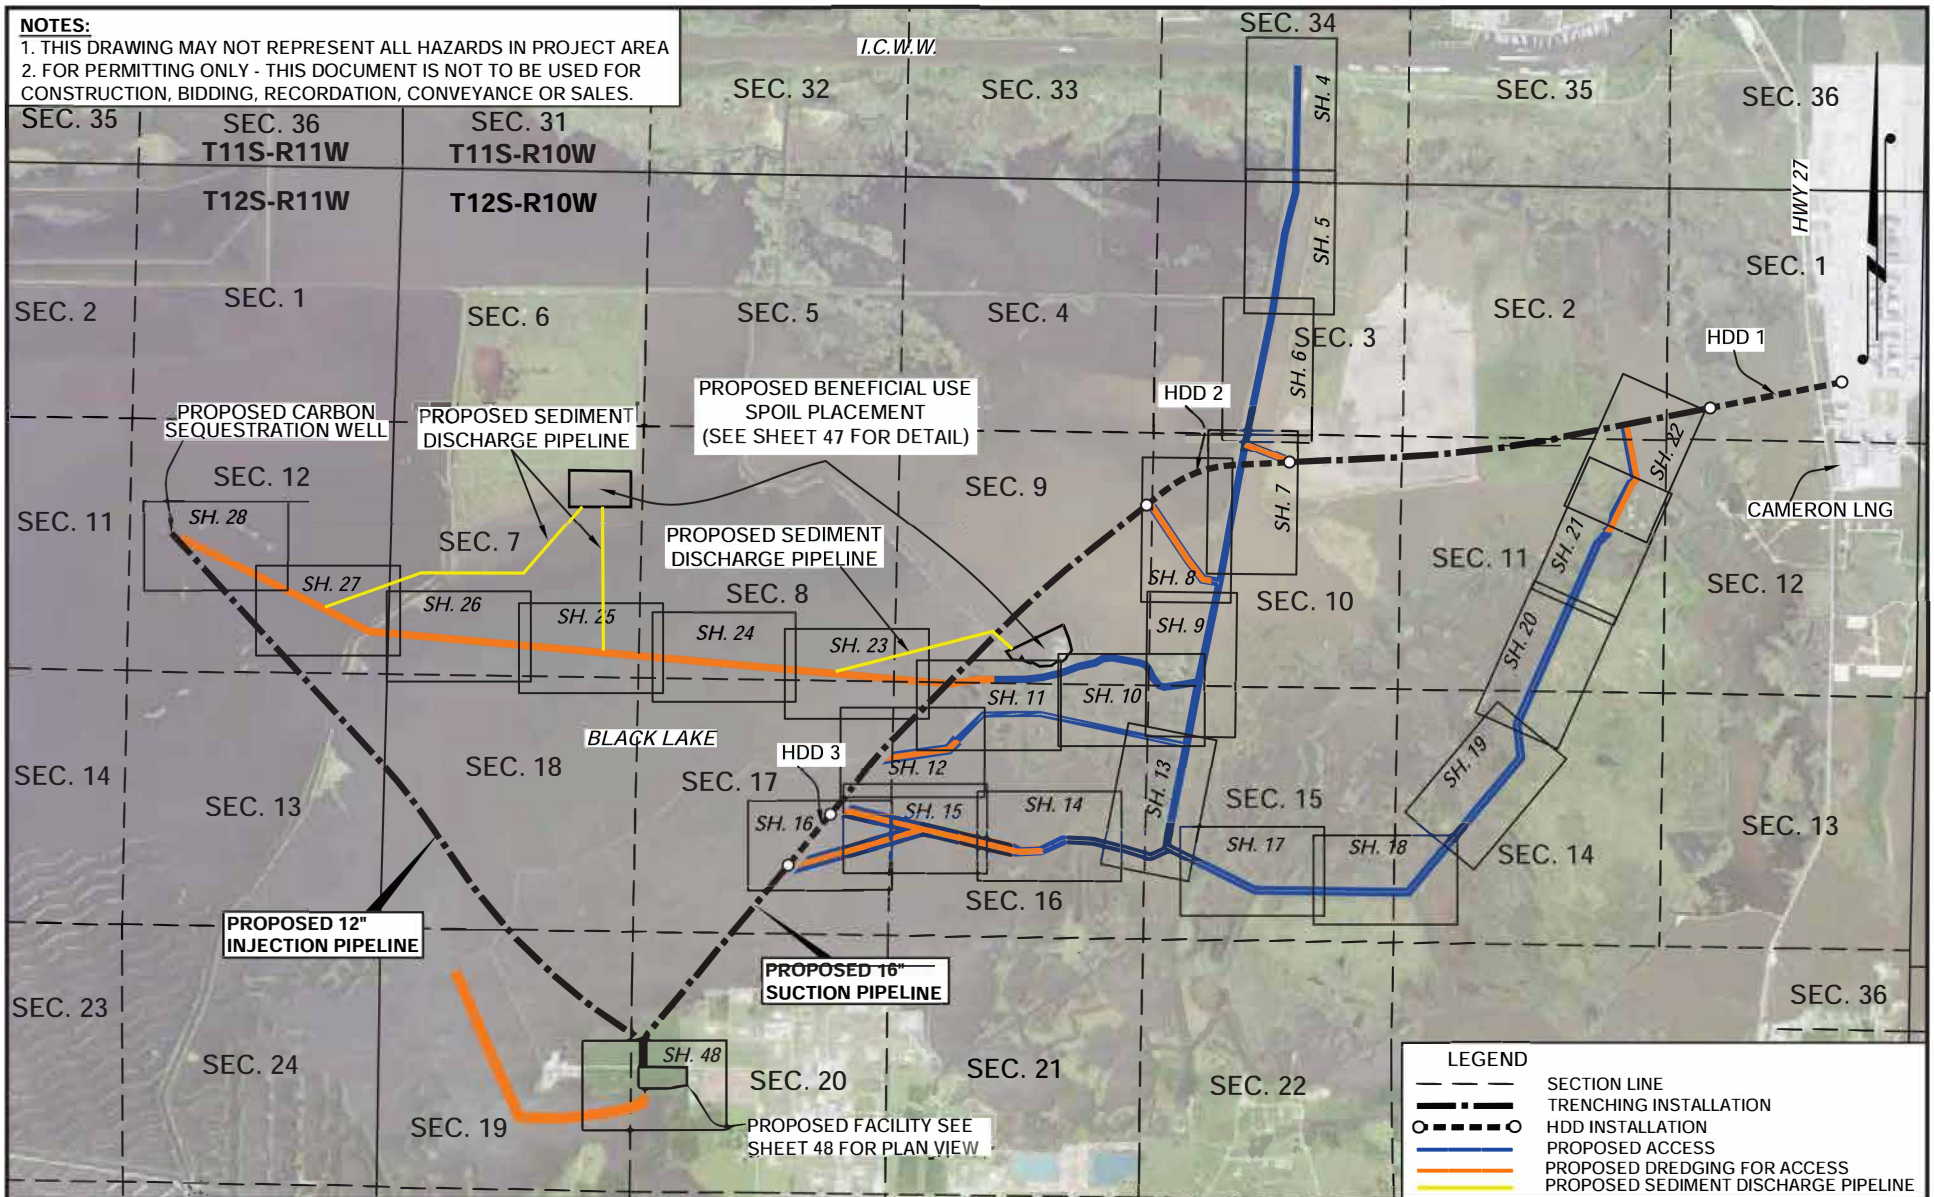 NOTES:
1. THIS DRAWING MAY NOT REPRESENT ALL HAZARDS IN PROJECT AREA
2. FOR PERMITTING ONLY - THIS DOCUMENT IS NOT TO BE USED FOR
CONSTRUCTION, BIDDING, RECORDATION, CONVEYANCE OR SALES.
I.C.W.W.
SEC. 34
SEC. 32
SEC. 33
SH. 4
SEC. 35
SEC. 36
SEC. 35
SEC. 36
SEC. 31
T11S-R11W
T11S-R10W
T12S-R11W
T12S-R10W
HWY 27
SH. 5
SEC. 1
SEC. 2
SEC. 1
SEC. 6
SEC. 5
SEC. 4
SEC. 2
SEC. 3
SH. 6
HDD 1
PROPOSED CARBON
SEQUESTRATION WELL
PROPOSED SEDIMENT
DISCHARGE PIPELINE
PROPOSED BENEFICIAL USE
SPOIL PLACEMENT
(SEE SHEET 47 FOR DETAIL)
HDD 2
SH. 22
SEC. 12
SEC. 9
SH. 7
CAMERON LNG
SEC. 11
SH. 28
SEC. 7
PROPOSED SEDIMENT
DISCHARGE PIPELINE
SH. 21
SEC. 11
SEC. 12
SH. 27
SH. 26
SH. 25
SEC. 8
SH. 24
SH. 23
SH. 8
SH. 9
SEC. 10
SH. 20
SH. 11
SH. 10
BLACK LAKE
HDD 3
SH. 12
SH. 13
SH. 19
SEC. 14
SEC. 18
SEC. 17
SEC. 13
SH. 16
SH. 15
SH. 14
SEC. 15
SH. 17
SH. 18
SEC. 14
SEC. 13
SEC. 16
PROPOSED 12"
INJECTION PIPELINE
PROPOSED 16"
SUCTION PIPELINE
SEC. 23
SEC. 36
SEC. 24
SH. 48
SEC. 20
SEC. 21
SEC. 22
SEC. 19
PROPOSED FACILITY SEE
SHEET 48 FOR PLAN VIEW
LEGEND
SECTION LINE
TRENCHING INSTALLATION
HDD INSTALLATION
PROPOSED ACCESS
PROPOSED DREDGING FOR ACCESS
PROPOSED SEDIMENT DISCHARGE PIPELINE